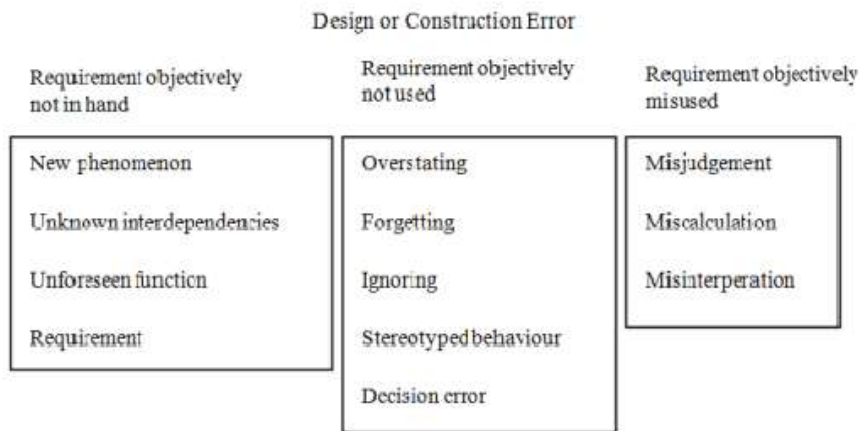 Design or Construction Error
Requirement objectively
not in hand
Requirement objectively
not used
Requirement objectively
misused
New phenomenon
Unknown interdependencies
Unforeseen function
Requirement
Overstating
Forgetting
Ignoring
Stereotyped behaviour
Decision error
Misjudgement
Miscalculation
Misinterperation